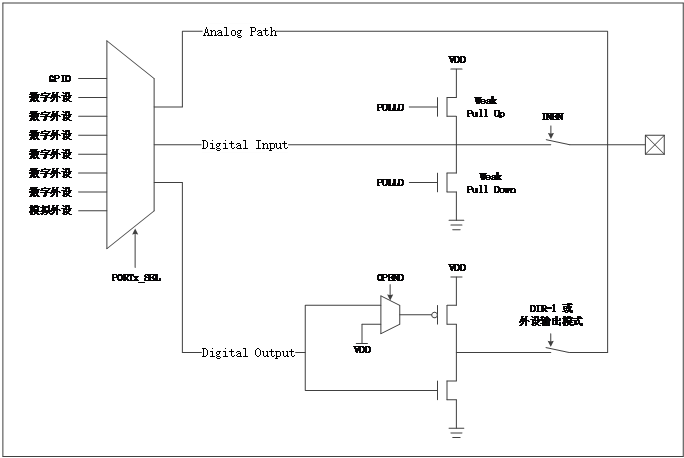 Analog Path
VDD
GPIO
数字外设
数字外设
数字外设
数字外设
数字外设
数字外设
模拟外设
PORTx_SEL
PULLU
Weak
Pull Up
INEN
Digital Input
PULLD
Weak
Pull Down
VDD
OPEND
VDD
DIR=1 或
外设输出模式
Digital Output